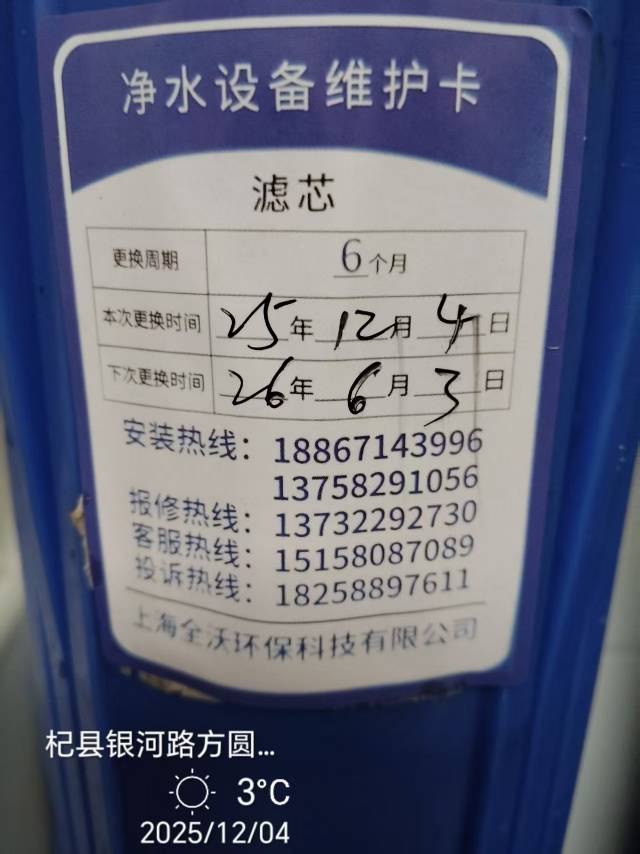 净水设备维护卡
滤芯
更换周期 6个月
本次更换时间 25年12月4日
下次更换时间 26年6月3日
安装热线：18867143996
13758291056
报修热线：13732292730
客服热线：15158087089
投诉热线：18258897611
上海全沃环保科技有限公司
杞县银河路方圆...
3°C
2025/12/04